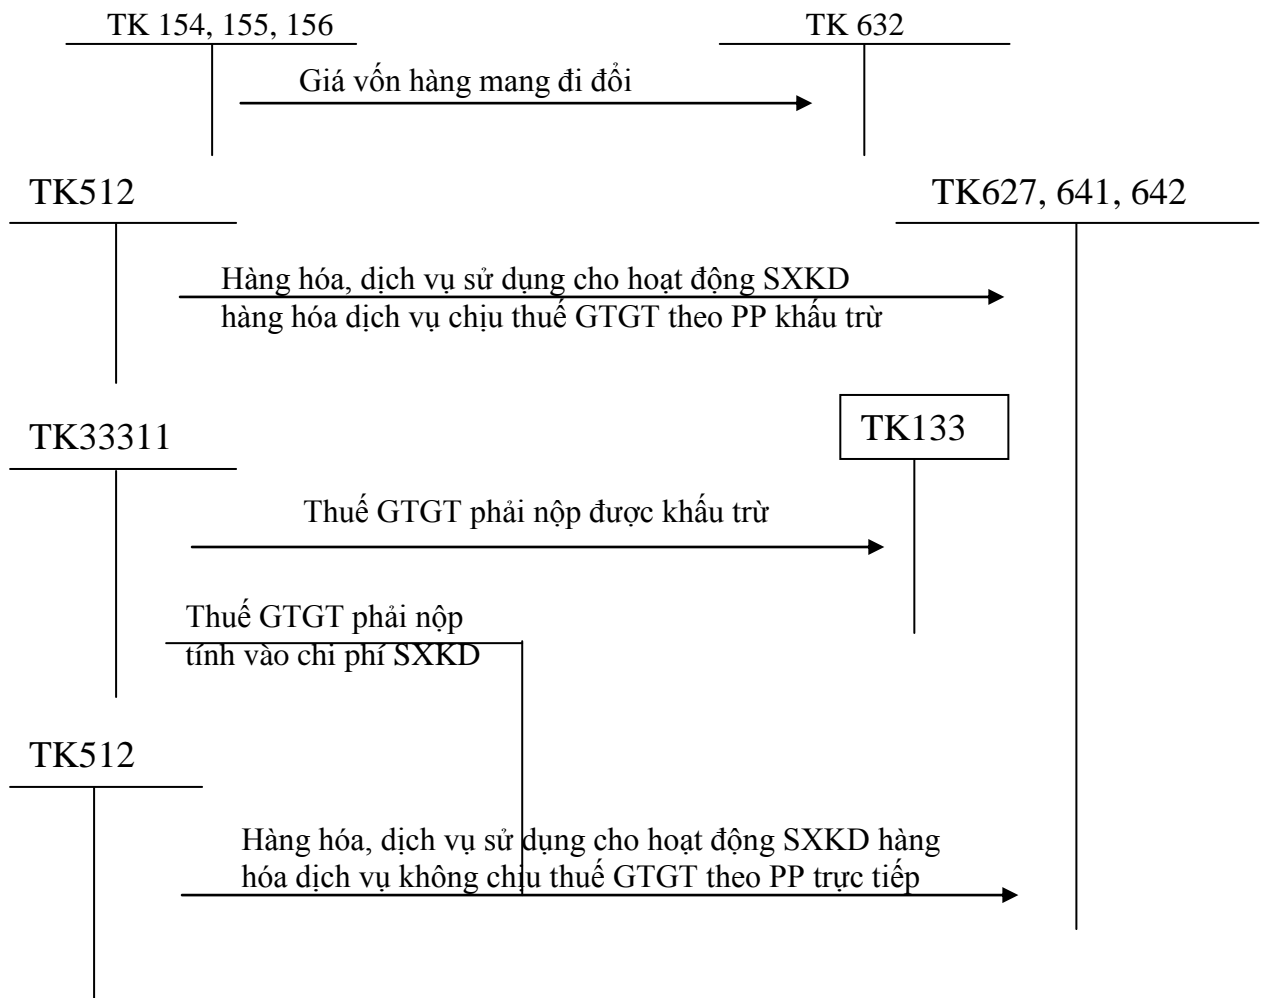 TK 154, 155, 156
TK 632
Giá vốn hàng mang đi đổi
TK512
TK627, 641, 642
Hàng hóa, dịch vụ sử dụng cho hoạt động SXKD
hàng hóa dịch vụ chịu thuế GTGT theo PP khấu trừ
TK33311
TK133
Thuế GTGT phải nộp được khấu trừ
Thuế GTGT phải nộp
tính vào chi phí SXKD
TK512
Hàng hóa, dịch vụ sử dụng cho hoạt động SXKD hàng
hóa dịch vụ không chịu thuế GTGT theo PP trực tiếp